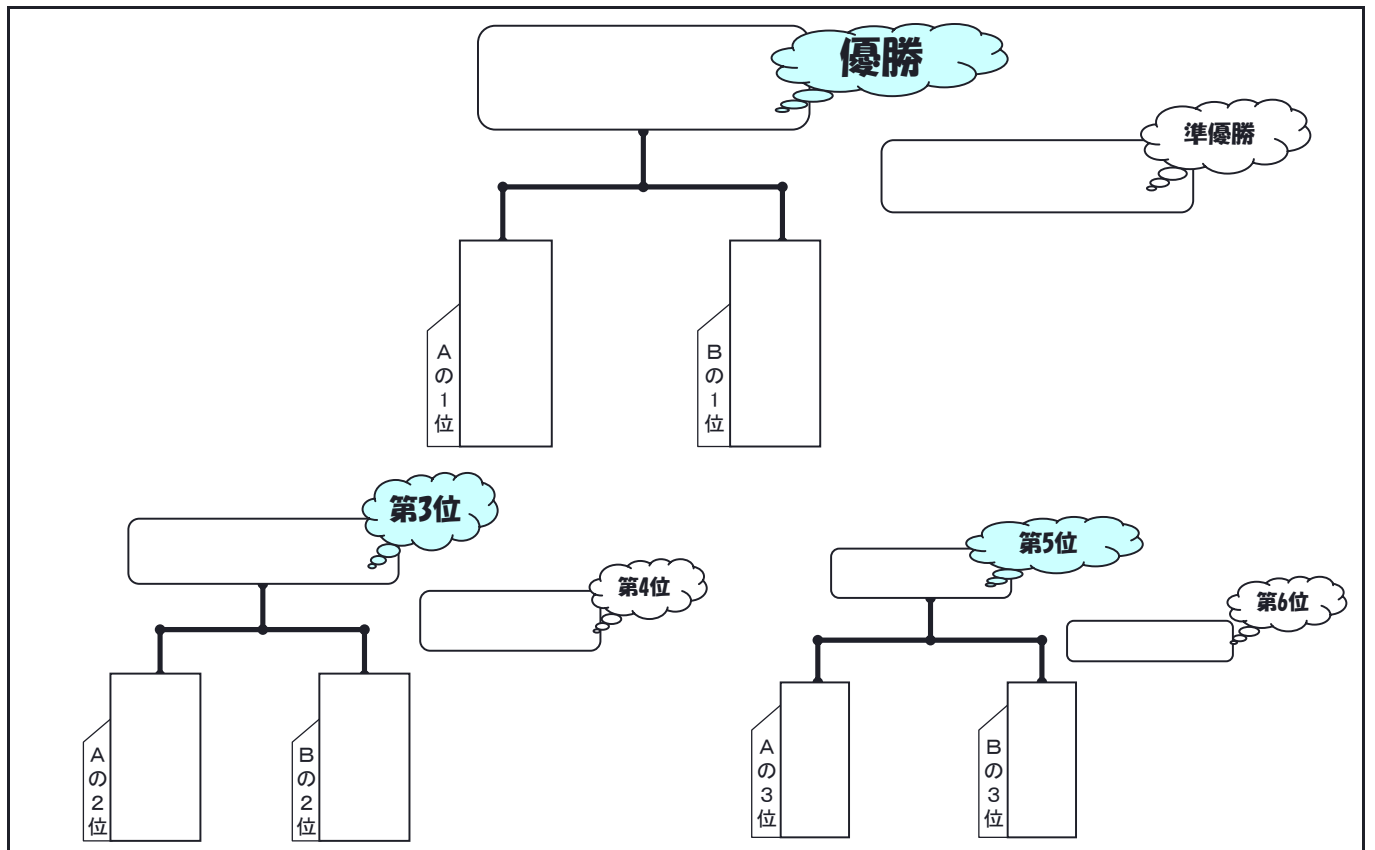 優勝
準優勝
Aの1位
Bの1位
第3位
第4位
第5位
第6位
Aの2位
Bの2位
Aの3位
Bの3位